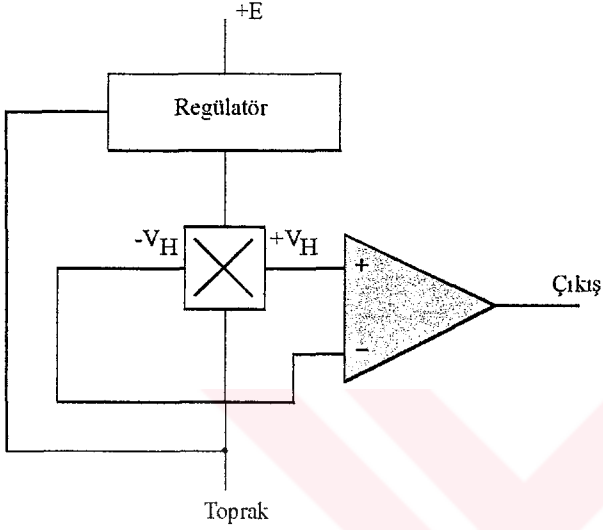 +E
Regülatör
-VH
+VH
+
Çıkış
−
Toprak